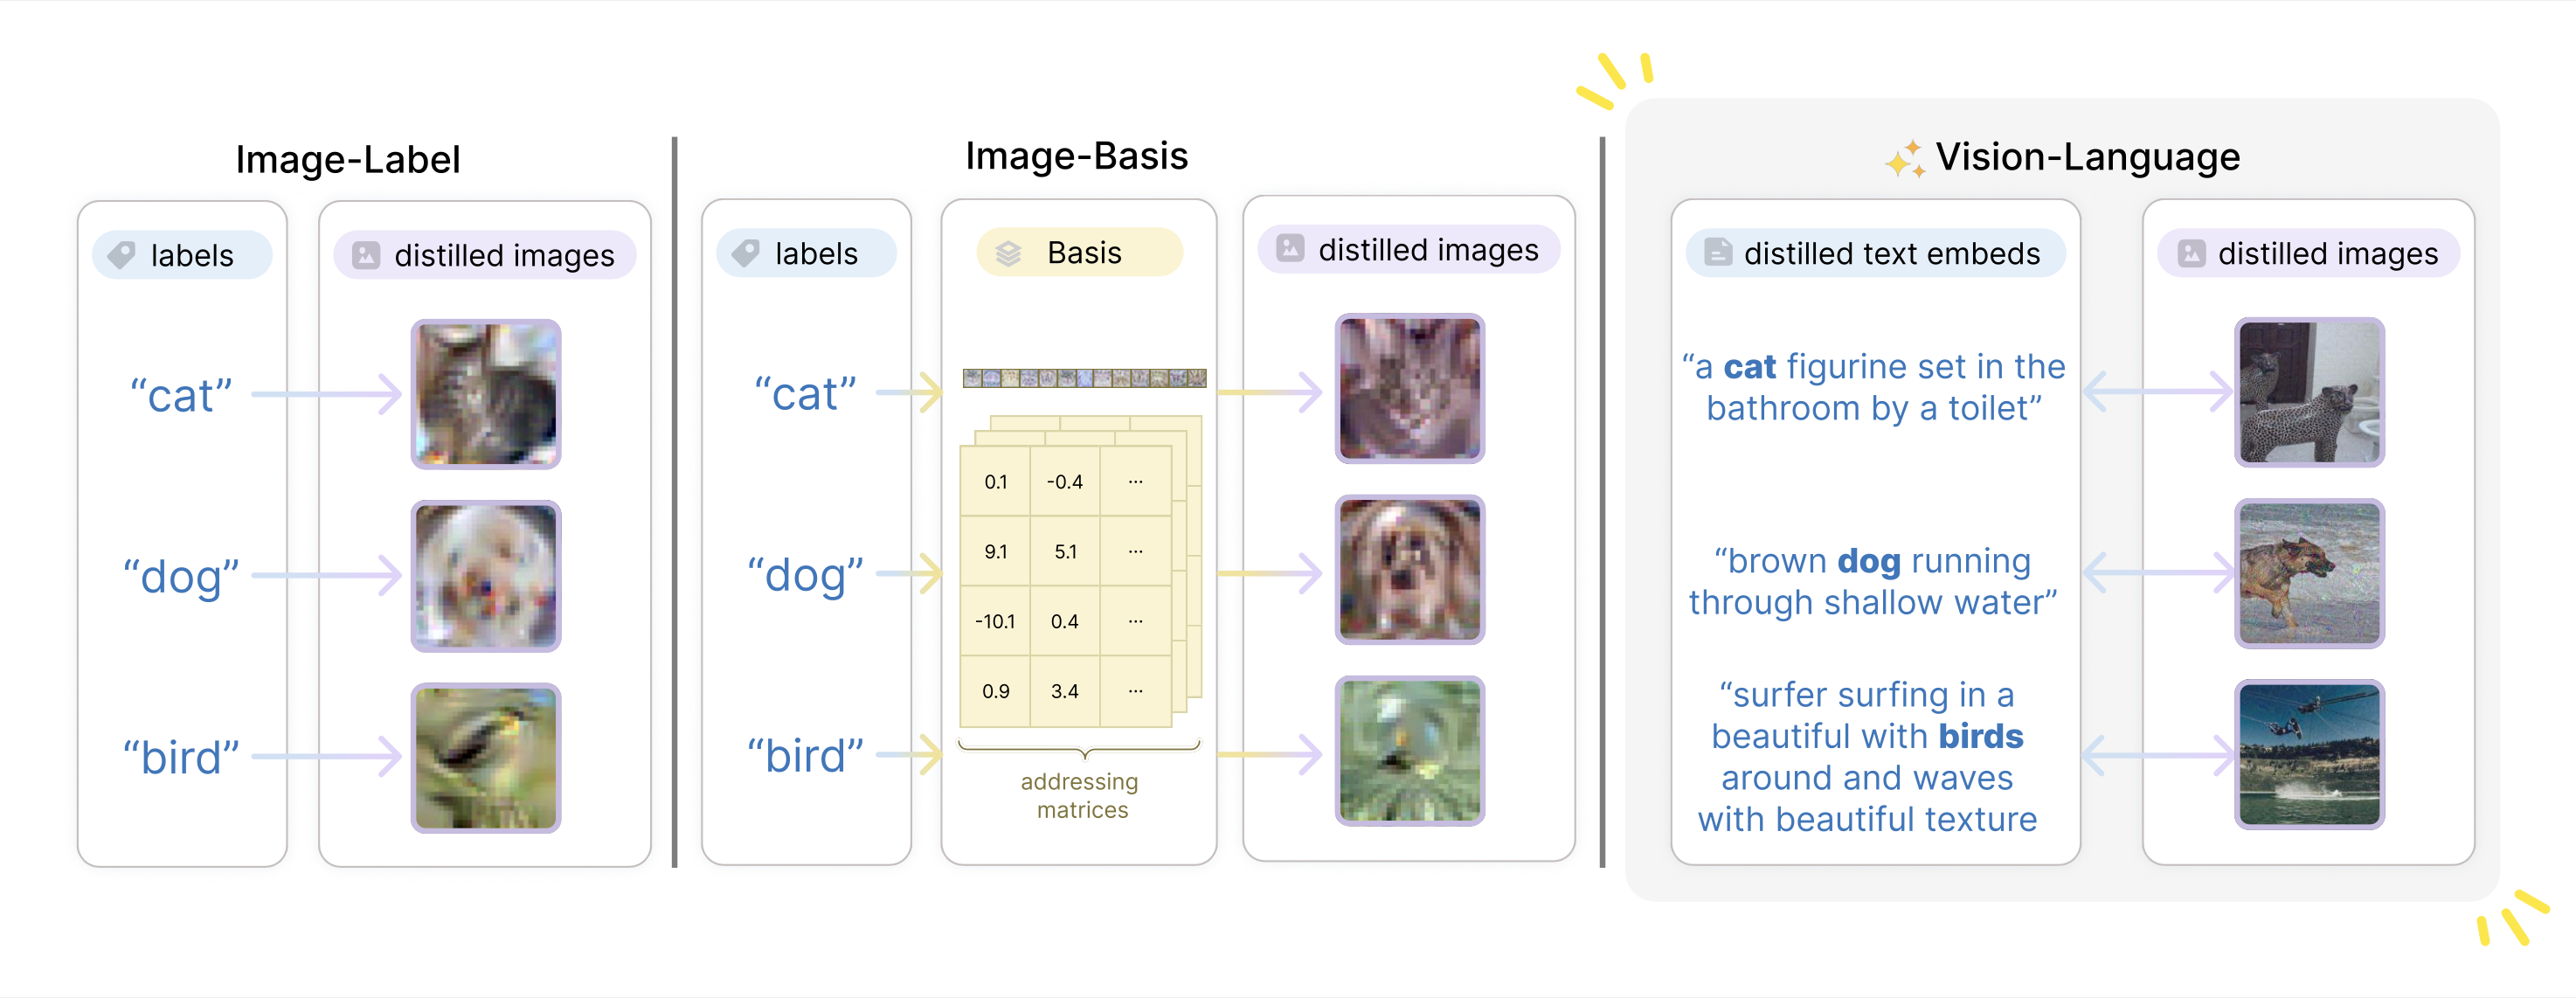 Image-Label
labels
distilled images
“cat”
“dog”
“bird”
Image-Basis
labels
Basis
distilled images
“cat”
“dog”
“bird”
0.1 -0.4 ...
9.1 5.1 ...
-10.1 0.4 ...
0.9 3.4 ...
addressing
matrices
Vision-Language
distilled text embeds
distilled images
“a cat figurine set in the
bathroom by a toilet”
“brown dog running
through shallow water”
“surfer surfing in a
beautiful with birds
around and waves
with beautiful texture